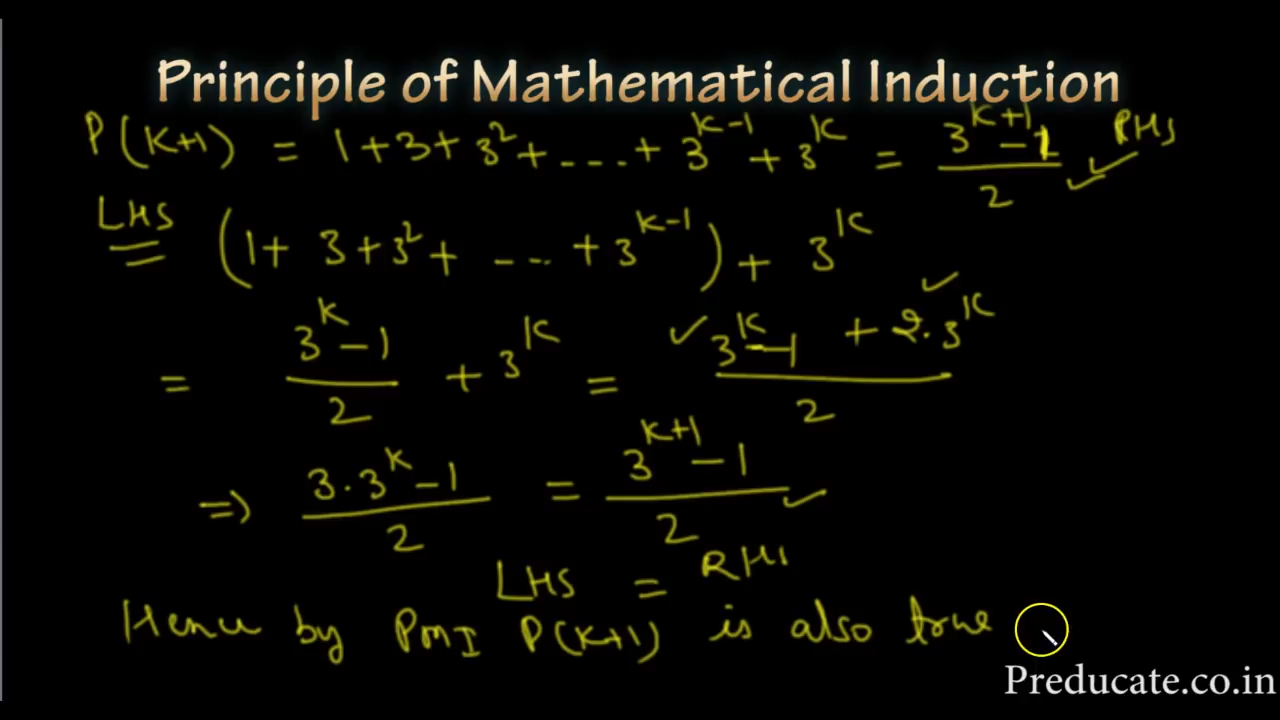 Principle of Mathematical Induction
P(K+1) = 1+3+3²+....+ 3^(K-1) + 3^K = (3^(K+1) - 1)/2 RHS
LHS (1+ 3+3²+ ---.. + 3^(K-1)) + 3^K
= (3^K - 1)/2 + 3^K = (3^K - 1 + 2·3^K)/2
⇒ (3·3^K - 1)/2 = (3^(K+1) - 1)/2
LHS = RHS
Hence by PMI P(K+1) is also true
Preducate.co.in